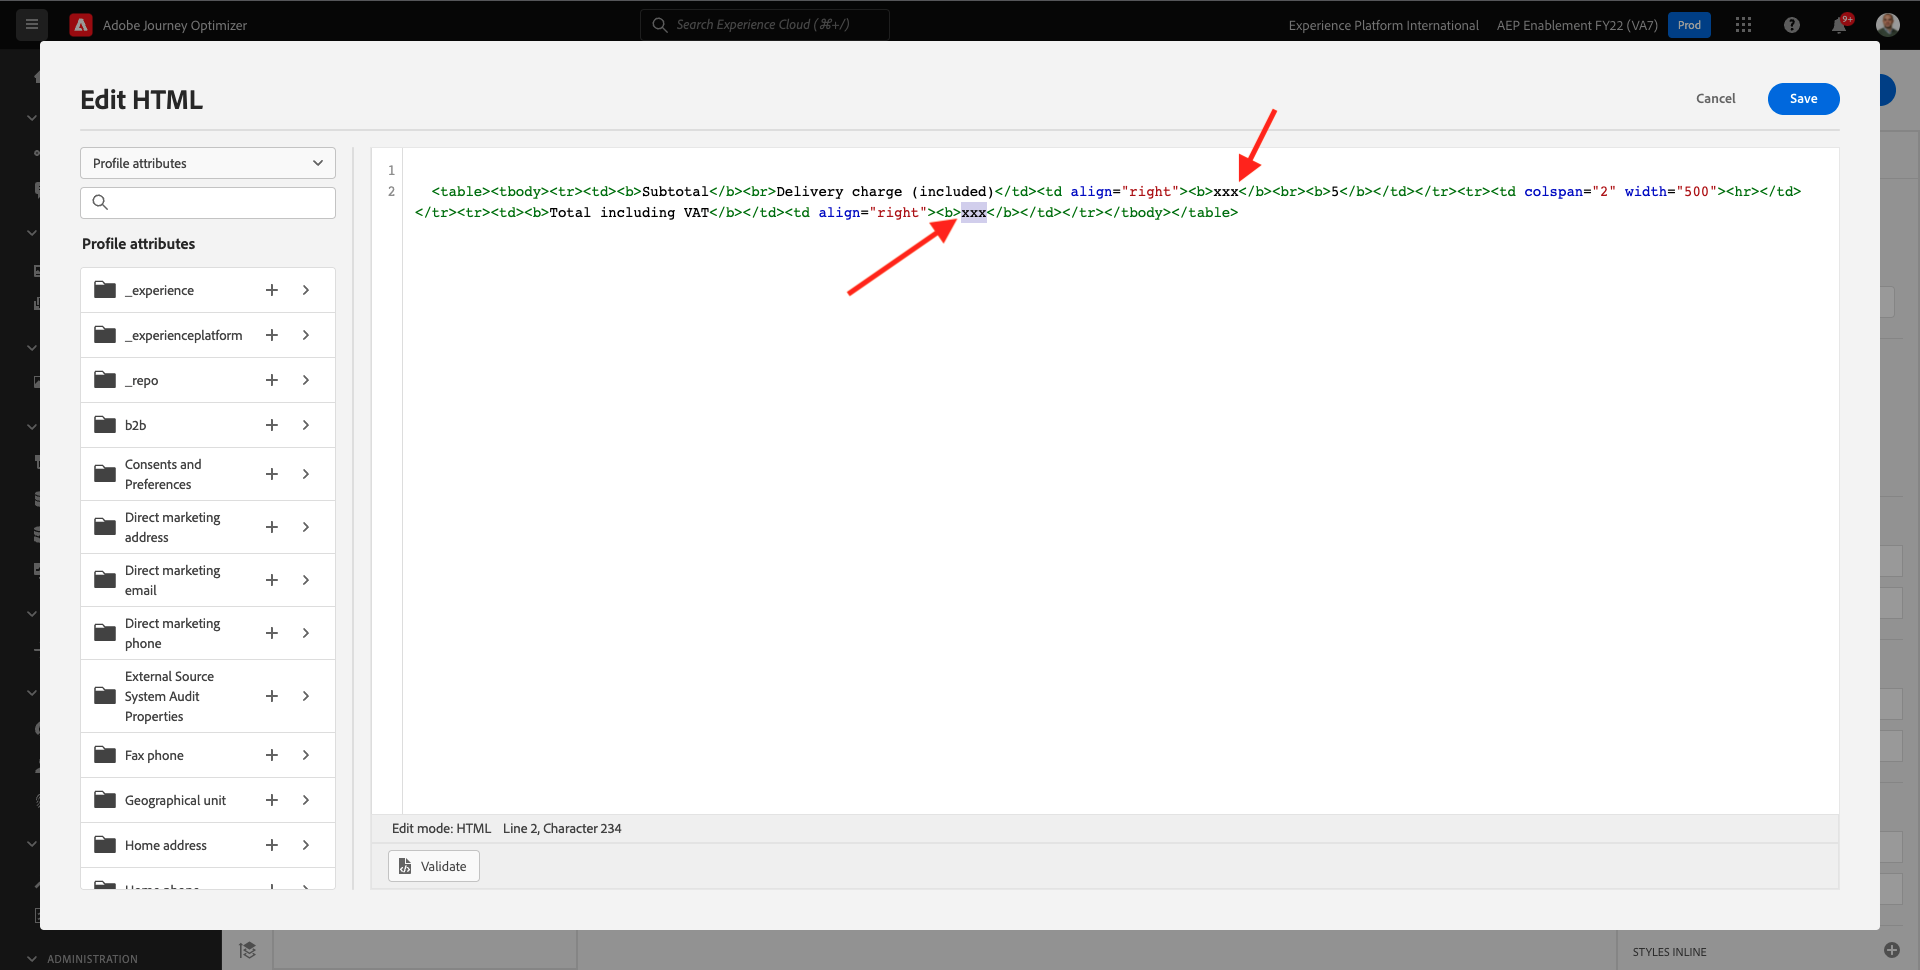 Adobe Journey Optimizer
Search Experience Cloud (⌘+/)
Experience Platform International
AEP Enablement FY22 (VA7)
Prod
9+
Edit HTML
Cancel
Save
Profile attributes
Profile attributes
_experience
_experienceplatform
_repo
b2b
Consents and
Preferences
Direct marketing
address
Direct marketing
email
Direct marketing
phone
External Source
System Audit
Properties
Fax phone
Geographical unit
Home address
1
2
<table><tbody><tr><td><b>Subtotal</b><br>Delivery charge (included)</td><td align="right"><b>xxx</b><br><b>5</b></td></tr><tr><td colspan="2" width="500"><hr></td>
</tr><tr><td><b>Total including VAT</b></td><td align="right"><b>xxx</b></td></tr></tbody></table>
Edit mode: HTML Line 2, Character 234
Validate
ADMINISTRATION
STYLES INLINE